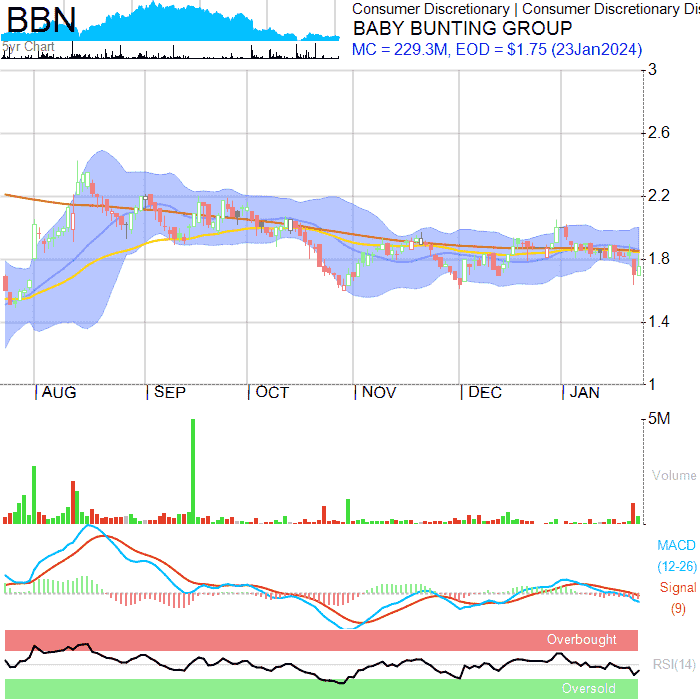 BBN
Consumer Discretionary | Consumer Discretionary Dis
BABY BUNTING GROUP
5yr Chart
MC = 229.3M, EOD = $1.75 (23Jan2024)
3
2.6
2.2
1.8
1.4
1
AUG SEP OCT NOV DEC JAN
5M
Volume
MACD
(12-26)
Signal
(9)
Overbought
RSI(14)
Oversold